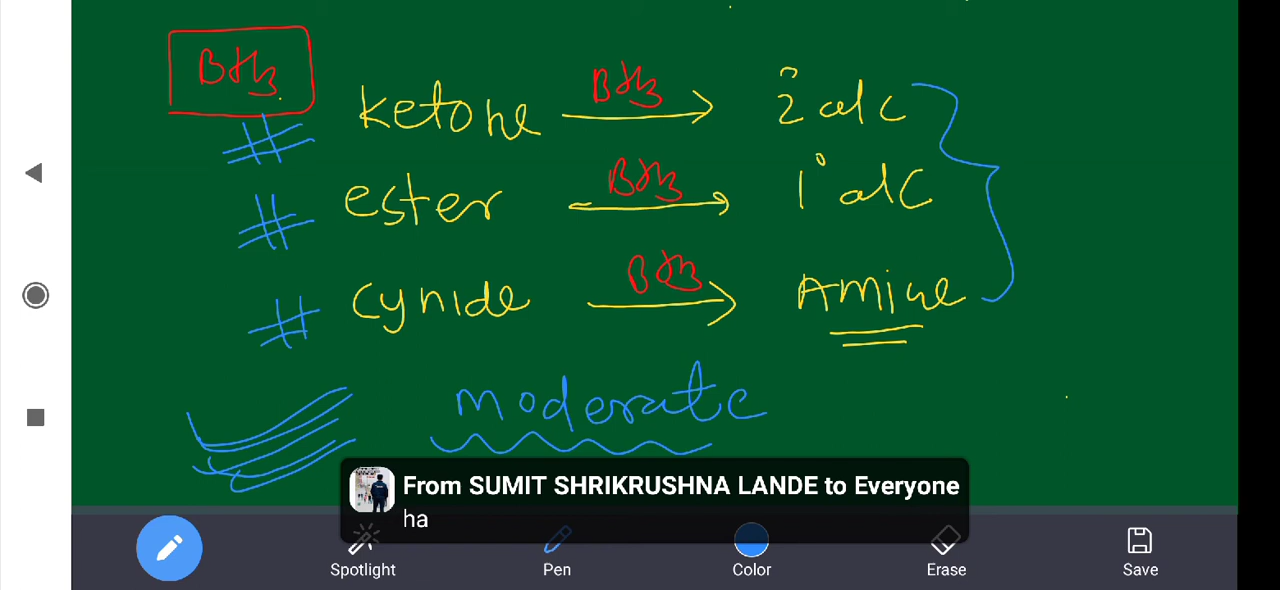 BH3
ketone BH3 2° alc
ester BH3 1° alc
Cynide BH3 Amine
moderate
From SUMIT SHRIKRUSHNA LANDE to Everyone
ha
Spotlight Pen Color Erase Save